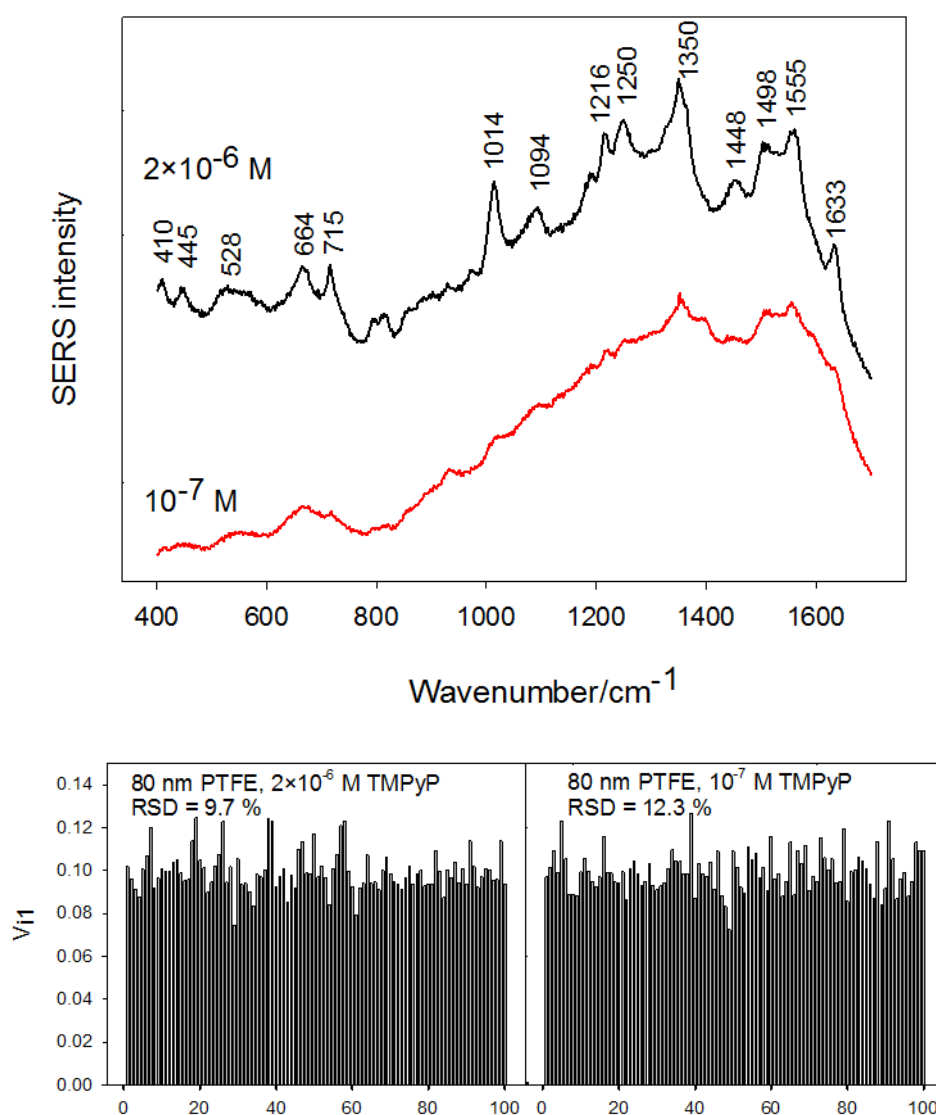 410
445
528
664
715
1014
1094
1216
1250
1350
1448
1498
1555
1633
2×10⁻⁶ M
10⁻⁷ M
SERS intensity
400 600 800 1000 1200 1400 1600
Wavenumber/cm⁻¹
80 nm PTFE, 2×10⁻⁶ M TMPyP
RSD = 9.7 %
80 nm PTFE, 10⁻⁷ M TMPyP
RSD = 12.3 %
Vi1
0.14
0.12
0.10
0.08
0.06
0.04
0.02
0.00
0 20 40 60 80 100
0 20 40 60 80 100